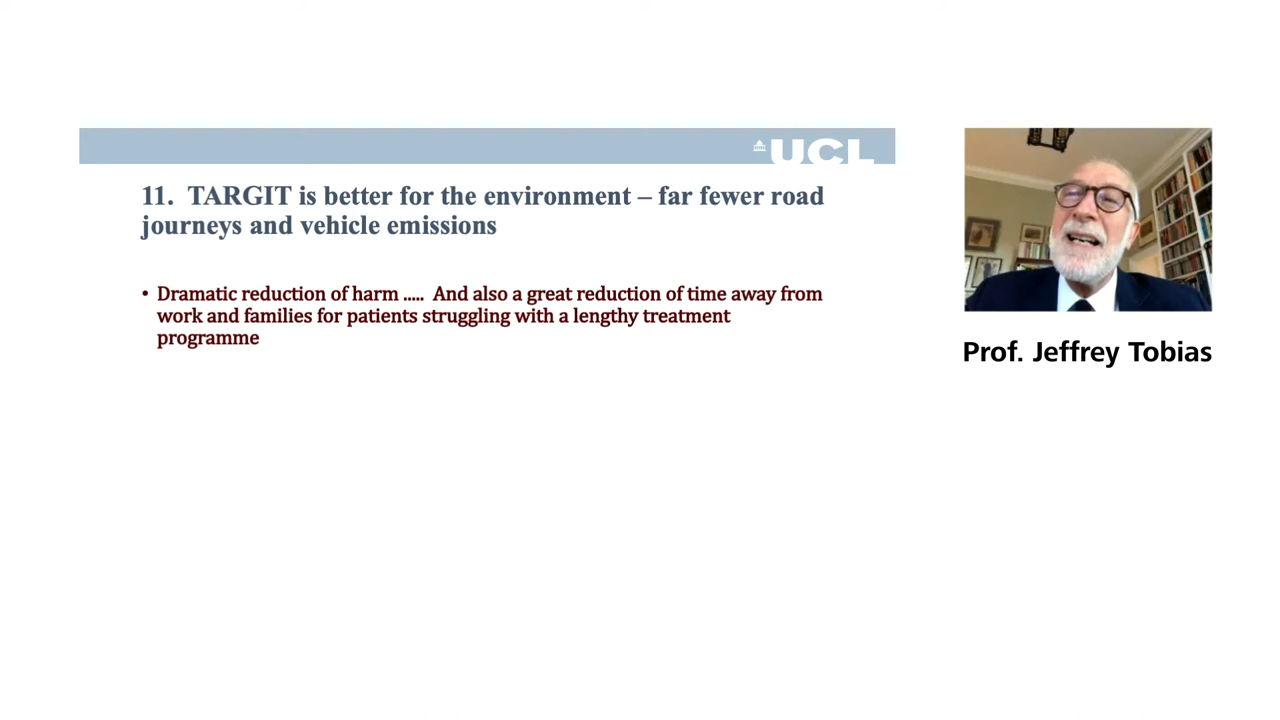 UCL
11. TARGIT is better for the environment – far fewer road
journeys and vehicle emissions
• Dramatic reduction of harm ..... And also a great reduction of time away from
work and families for patients struggling with a lengthy treatment
programme
Prof. Jeffrey Tobias